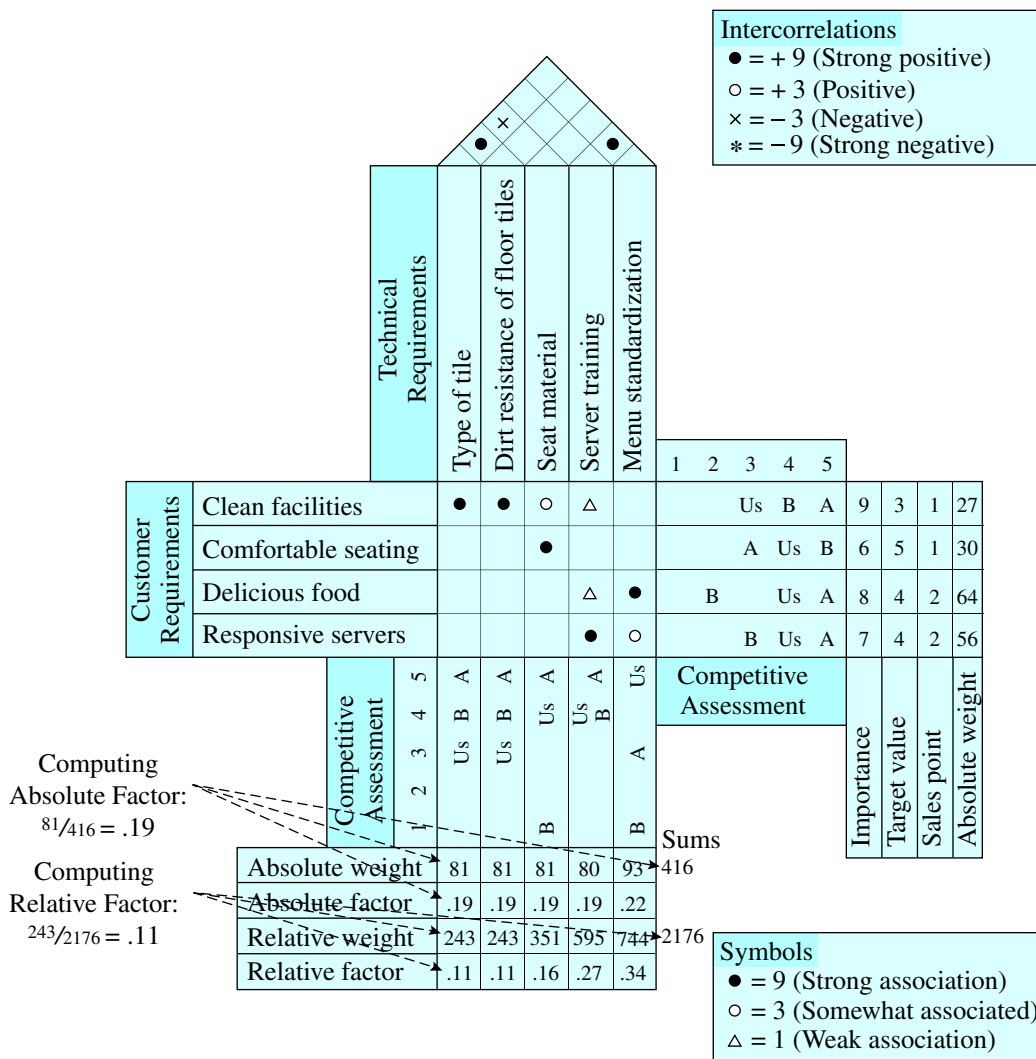 Intercorrelations
● = + 9 (Strong positive)
○ = + 3 (Positive)
× = − 3 (Negative)
* = − 9 (Strong negative)
×
Technical
Requirements
Type of tile
Dirt resistance of floor tiles
Seat material
Server training
Menu standardization
1 2 3 4 5
Customer
Requirements
Clean facilities ● ● ○ △ Us B A 9 3 1 27
Comfortable seating ● A Us B 6 5 1 30
Delicious food △ ● B Us A 8 4 2 64
Responsive servers ● ○ B Us A 7 4 2 56
Competitive
Assessment
1 2 3 4 5
Us B A
Us B A
B Us A
Us B A
B A Us
Competitive
Assessment
Importance
Target value
Sales point
Absolute weight
Computing
Absolute Factor:
81/416 = .19
Computing
Relative Factor:
243/2176 = .11
Sums
Absolute weight 81 81 81 80 93 416
Absolute factor .19 .19 .19 .19 .22
Relative weight 243 243 351 595 744 2176
Relative factor .11 .11 .16 .27 .34
Symbols
● = 9 (Strong association)
○ = 3 (Somewhat associated)
△ = 1 (Weak association)